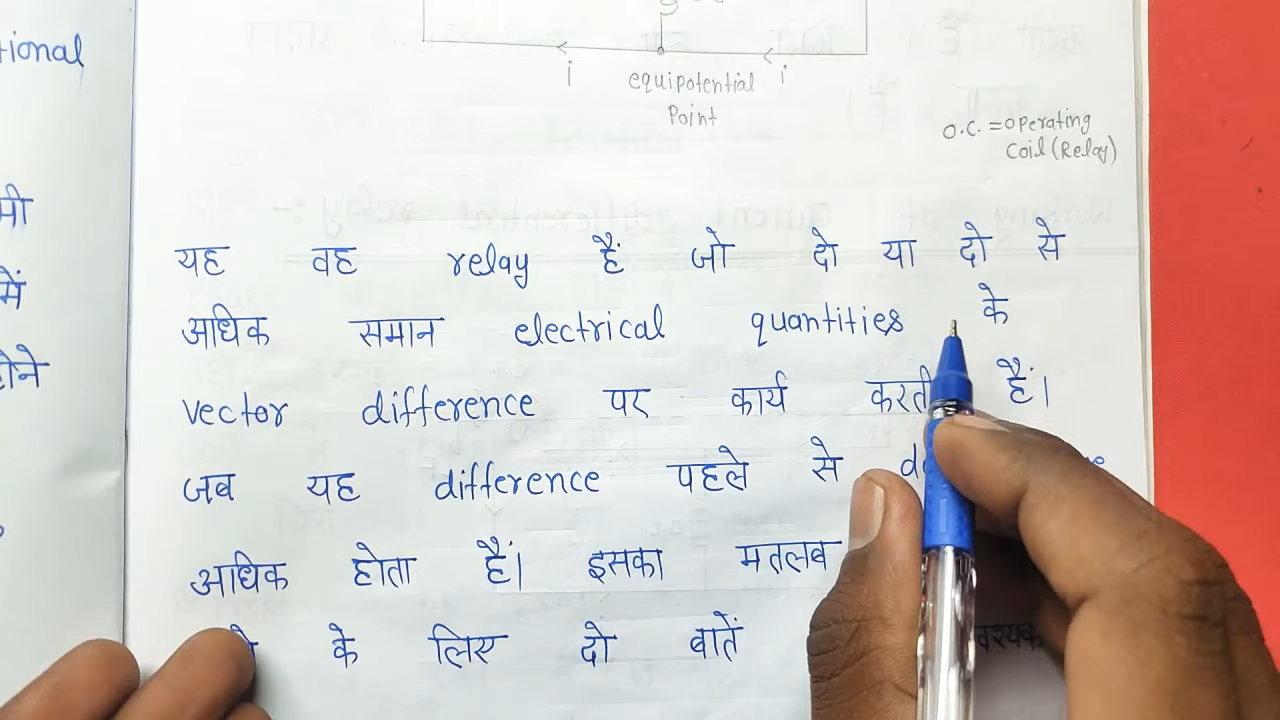 tional
i
equipotential
Point
i
O.C. = Operating
Coil (Relay)
मी
में
होने
यह वह relay हैं जो दो या दो से
अधिक समान electrical quantities के
vector difference पर कार्य करती हैं।
जब यह difference पहले से
अधिक होता हैं। इसका मतलब
के लिए दो बातें